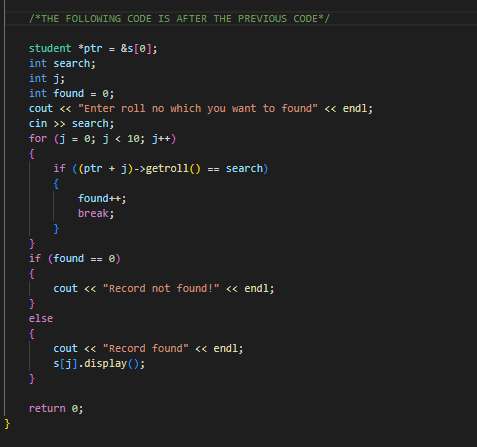 /*THE FOLLOWING CODE IS AFTER THE PREVIOUS CODE*/
student *ptr = &s[0];
int search;
int j;
int found = 0;
cout << "Enter roll no which you want to found" << endl;
cin >> search;
for (j = 0; j < 10; j++)
{
if ((ptr + j)->getroll() == search)
{
found++;
break;
}
}
if (found == 0)
{
cout << "Record not found!" << endl;
}
else
{
cout << "Record found" << endl;
s[j].display();
}
return 0;
}